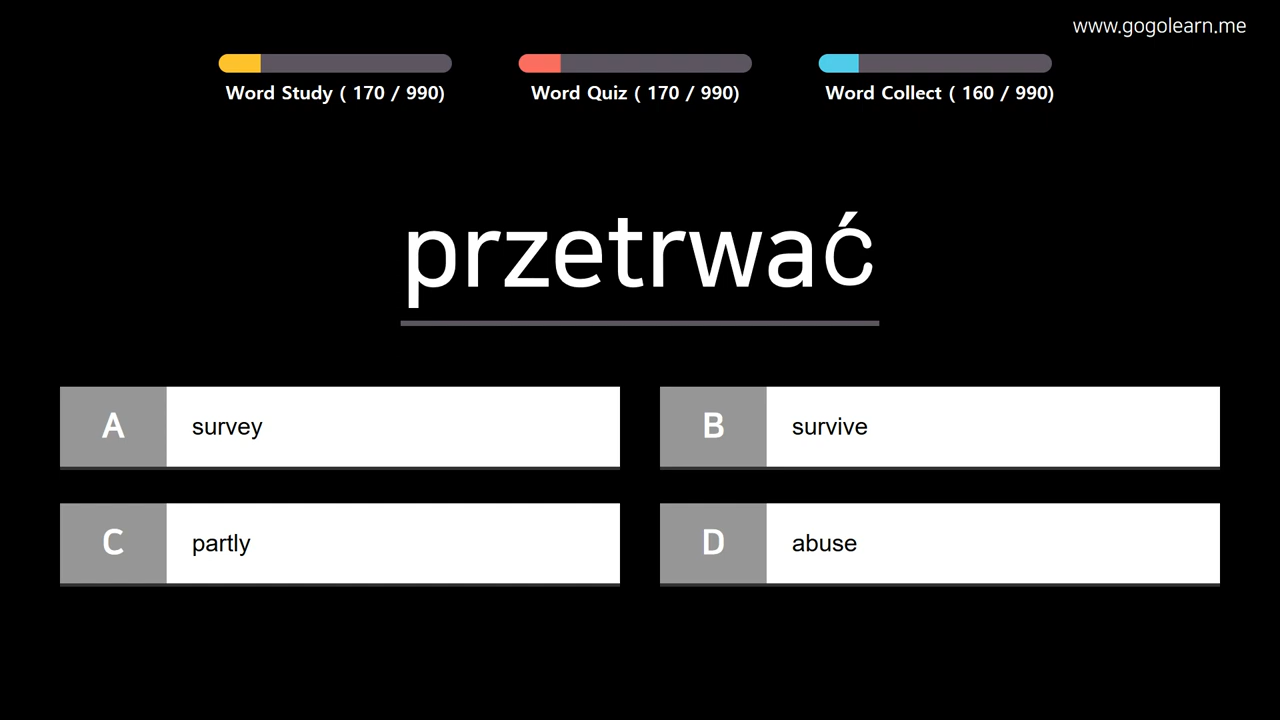 www.gogolearn.me
Word Study ( 170 / 990)
Word Quiz ( 170 / 990)
Word Collect ( 160 / 990)
przetrwać
A survey
B survive
C partly
D abuse